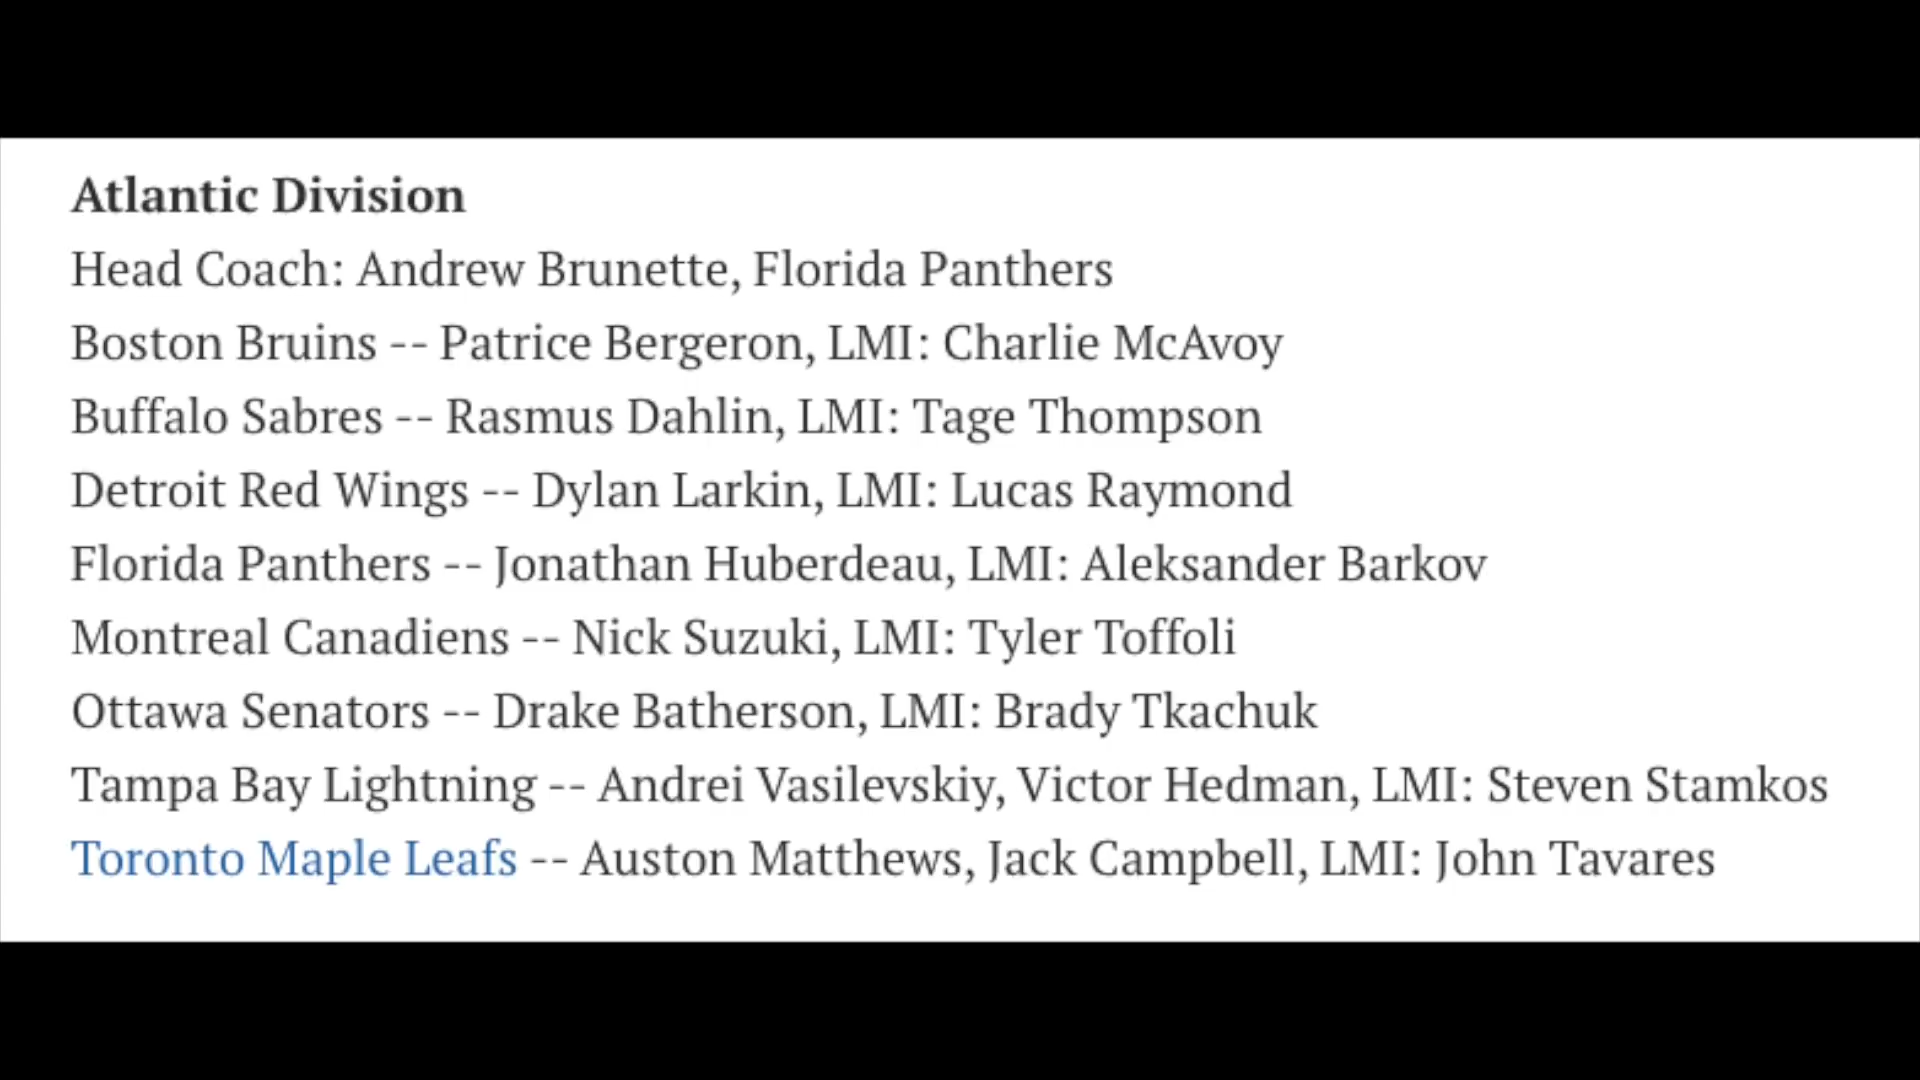 Atlantic Division
Head Coach: Andrew Brunette, Florida Panthers
Boston Bruins -- Patrice Bergeron, LMI: Charlie McAvoy
Buffalo Sabres -- Rasmus Dahlin, LMI: Tage Thompson
Detroit Red Wings -- Dylan Larkin, LMI: Lucas Raymond
Florida Panthers -- Jonathan Huberdeau, LMI: Aleksander Barkov
Montreal Canadiens -- Nick Suzuki, LMI: Tyler Toffoli
Ottawa Senators -- Drake Batherson, LMI: Brady Tkachuk
Tampa Bay Lightning -- Andrei Vasilevskiy, Victor Hedman, LMI: Steven Stamkos
Toronto Maple Leafs -- Auston Matthews, Jack Campbell, LMI: John Tavares